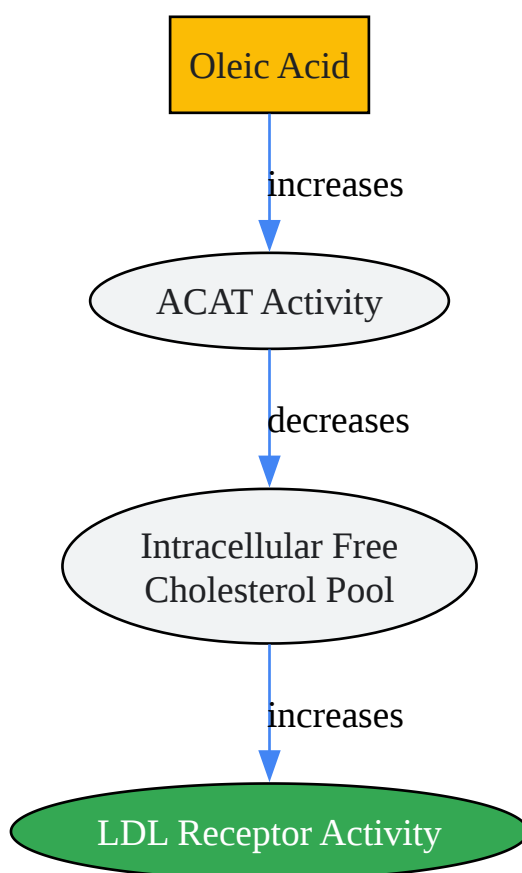 Oleic Acid
increases
ACAT Activity
decreases
Intracellular Free
Cholesterol Pool
increases
LDL Receptor Activity